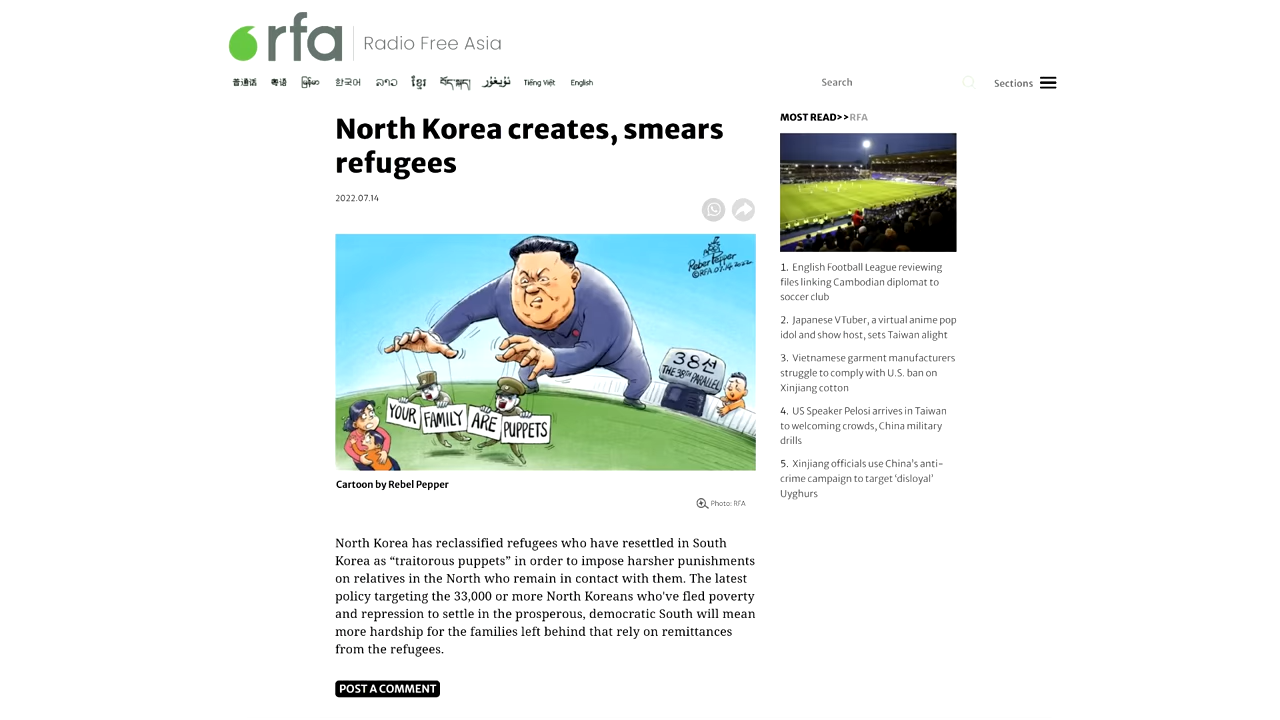 rfa
Radio Free Asia
普通话 粤语 မြန်မာ 한국어 ລາວ ខ្មែរ བོད་སྐད། ئۇيغۇر Tiếng Việt English
Search
Sections
North Korea creates, smears
refugees
2022.07.14
Rebel Pepper
©RFA 07.14.2022
38선
THE 38TH PARALLEL
YOUR FAMILY ARE PUPPETS
Cartoon by Rebel Pepper
Photo: RFA
North Korea has reclassified refugees who have resettled in South
Korea as “traitorous puppets” in order to impose harsher punishments
on relatives in the North who remain in contact with them. The latest
policy targeting the 33,000 or more North Koreans who've fled poverty
and repression to settle in the prosperous, democratic South will mean
more hardship for the families left behind that rely on remittances
from the refugees.
POST A COMMENT
MOST READ>>RFA
1. English Football League reviewing
files linking Cambodian diplomat to
soccer club
2. Japanese VTuber, a virtual anime pop
idol and show host, sets Taiwan alight
3. Vietnamese garment manufacturers
struggle to comply with U.S. ban on
Xinjiang cotton
4. US Speaker Pelosi arrives in Taiwan
to welcoming crowds, China military
drills
5. Xinjiang officials use China’s anti-
crime campaign to target ‘disloyal’
Uyghurs